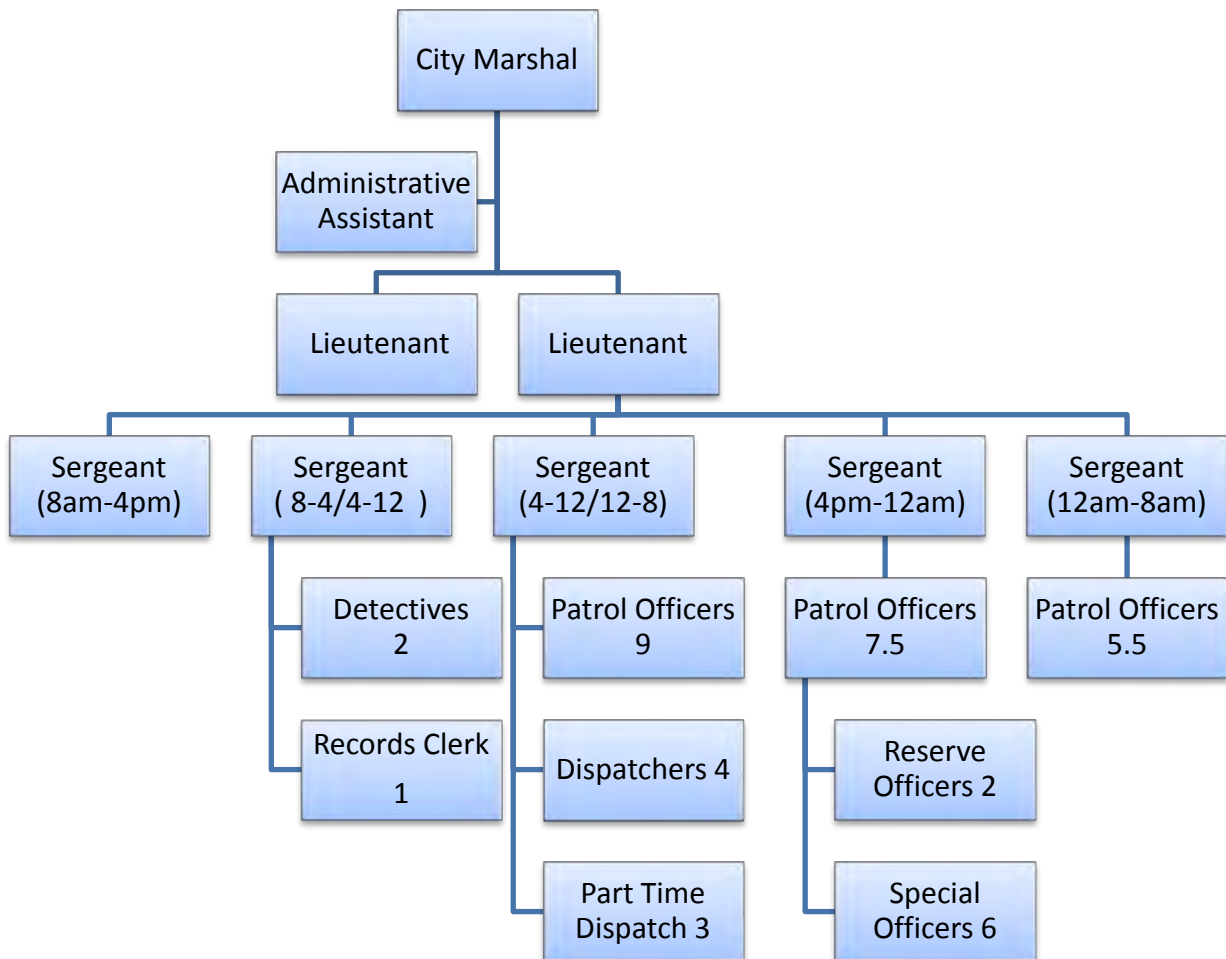 City Marshal
Administrative
Assistant
Lieutenant
Lieutenant
Sergeant
(8am-4pm)
Sergeant
( 8-4/4-12  )
Sergeant
(4-12/12-8)
Sergeant
(4pm-12am)
Sergeant
(12am-8am)
Detectives
2
Records Clerk
1
Patrol Officers
9
Dispatchers 4
Part Time
Dispatch 3
Patrol Officers
7.5
Reserve
Officers 2
Special
Officers 6
Patrol Officers
5.5